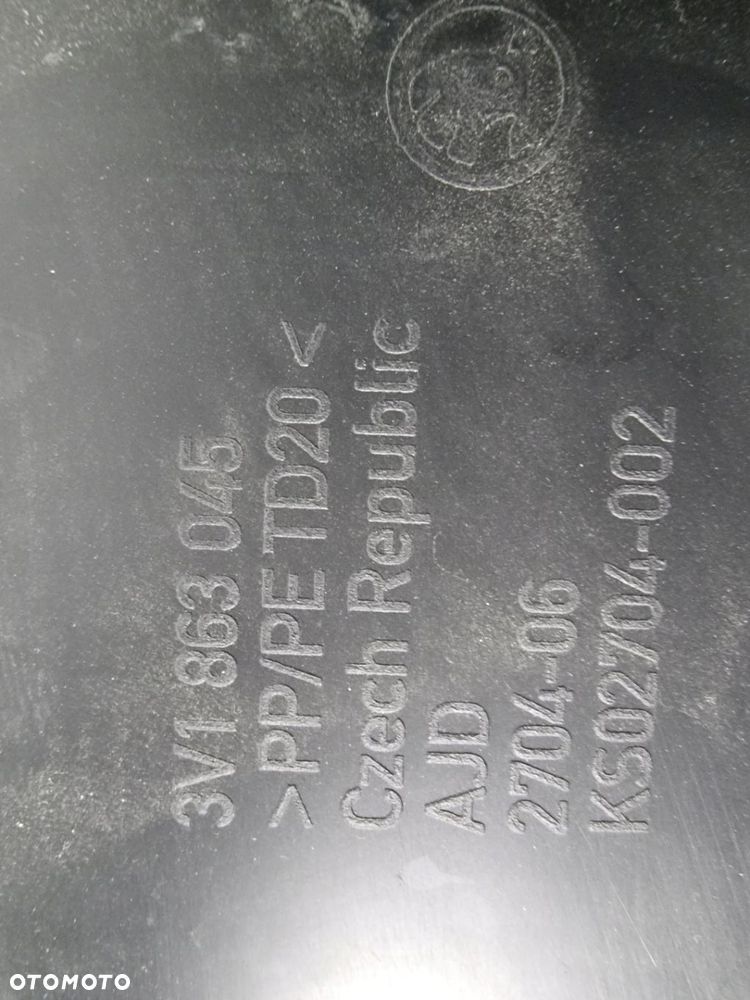 3V1 863 045
>PP/PE TD20<
Czech Republic
AJD
2704-06
KS02704-002
OTOMOTO